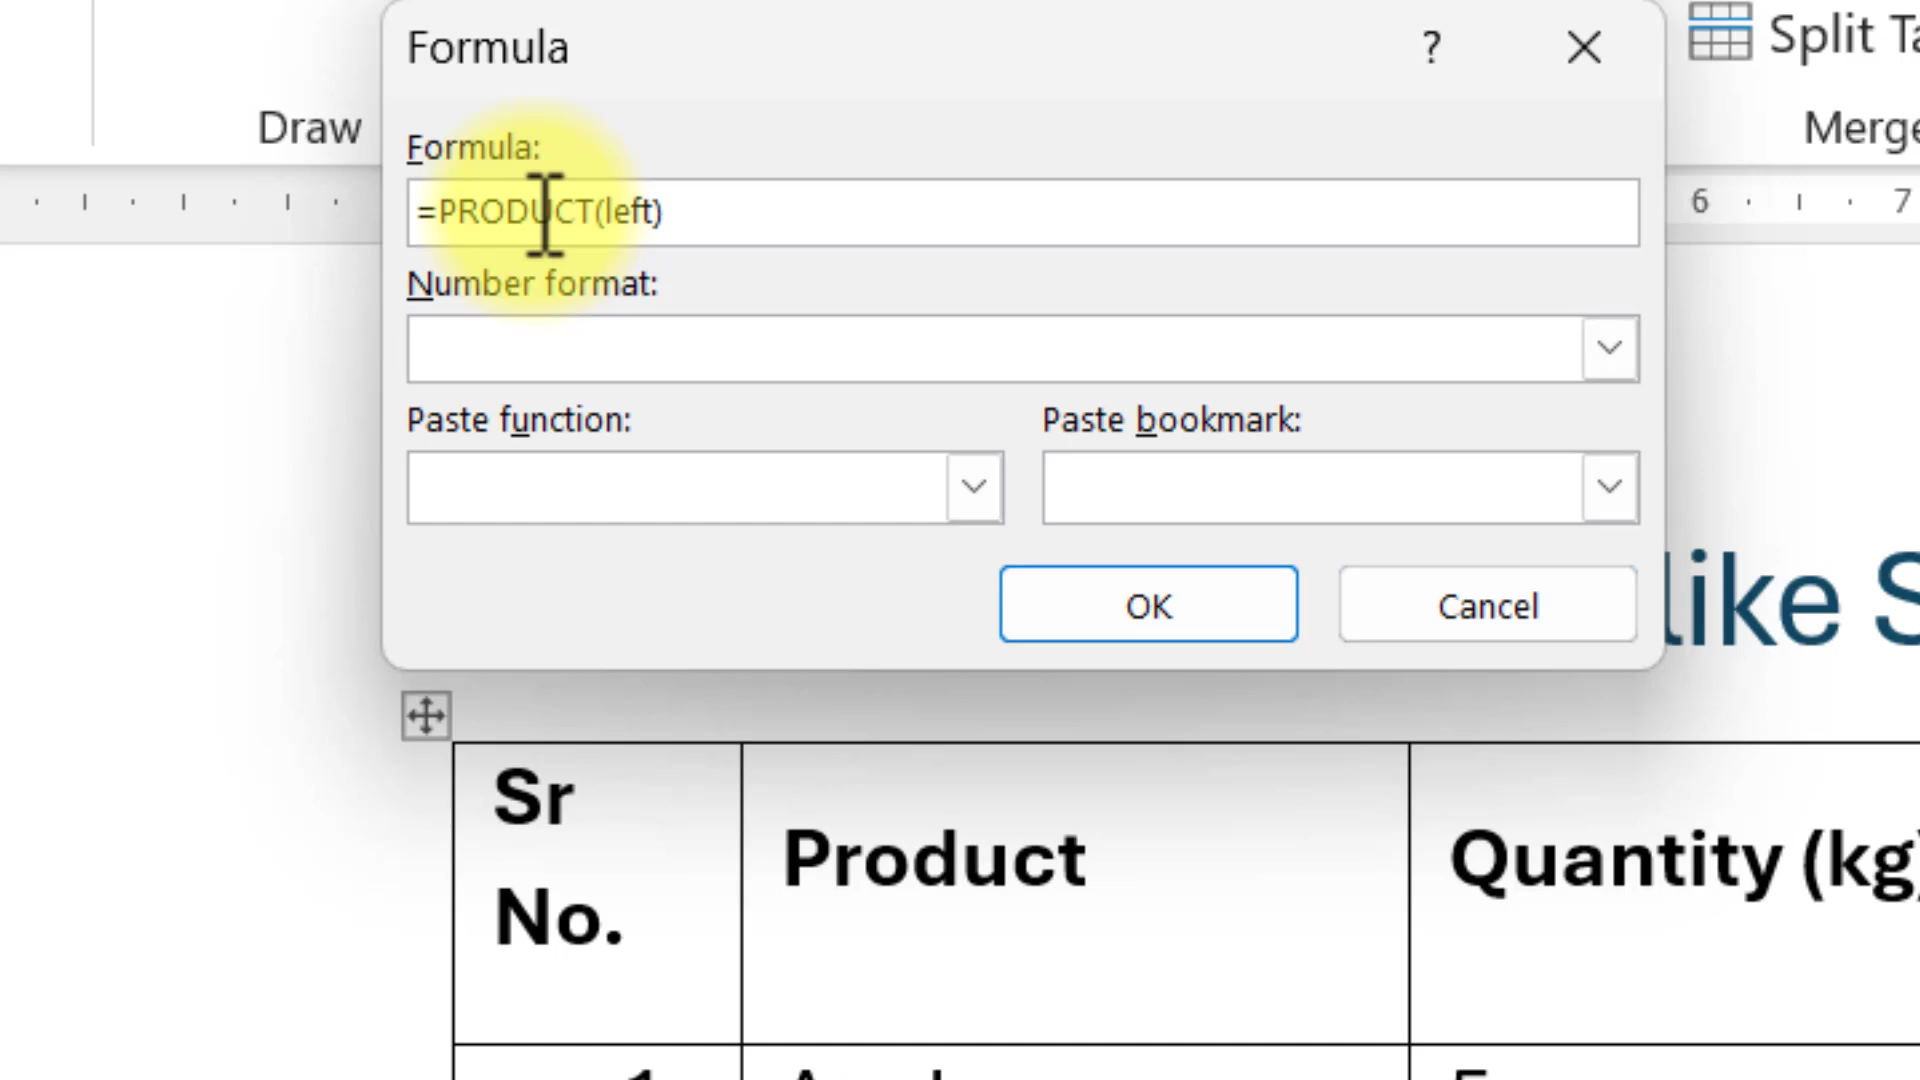 Formula ?
Split
Draw
Merge
Formula:
=PRODUCT(left)
6 7
Number format:
Paste function: Paste bookmark:
OK Cancel
like S
Sr
No.
Product
Quantity (kg)
1